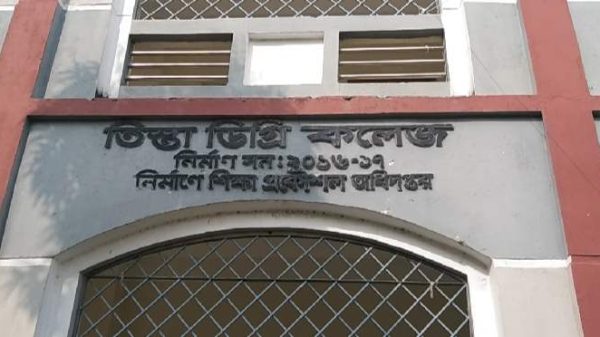 তিস্তা ডিগ্রি কলেজ
নির্মাণ সন: ২০১৬-১৭
নির্মাণে শিক্ষা প্রকৌশল অধিদপ্তর